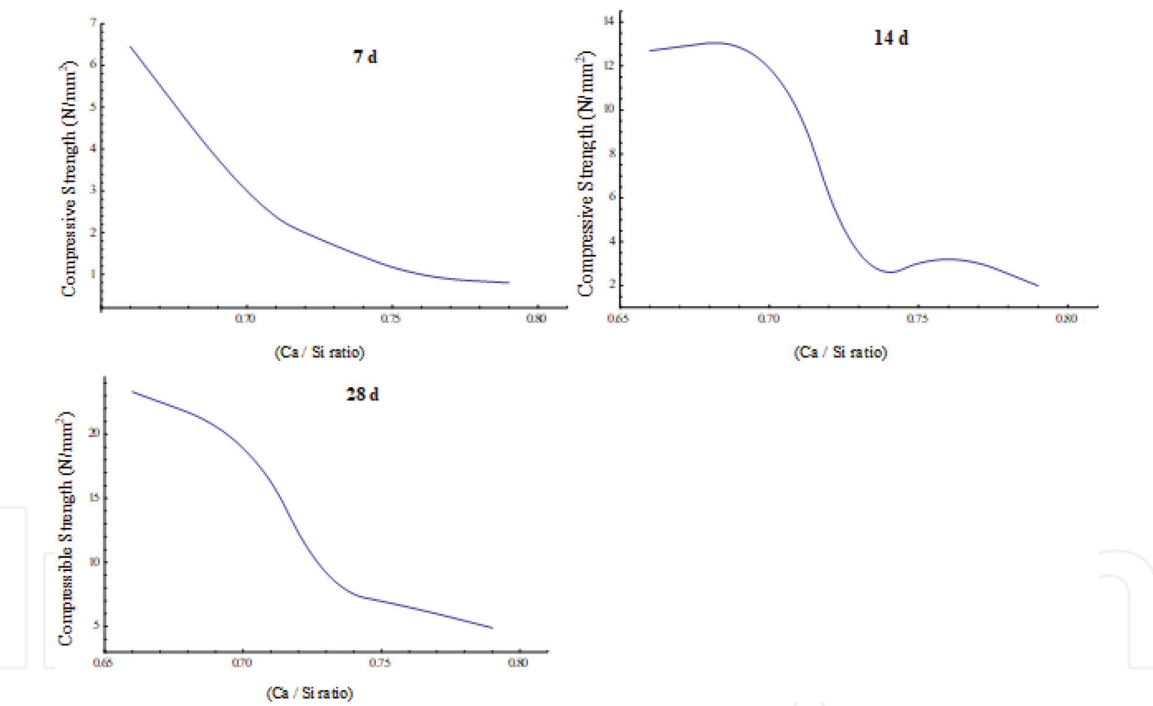 7 d
Compressive Strength (N/mm²)
7
6
5
4
3
2
1
0.70 0.75 0.80
(Ca / Si ratio)
14 d
Compressive Strength (N/mm²)
14
12
10
8
6
4
2
0.65 0.70 0.75 0.80
(Ca / Si ratio)
28 d
Compressible Strength (N/mm²)
20
15
10
5
0.65 0.70 0.75 0.80
(Ca / Si ratio)